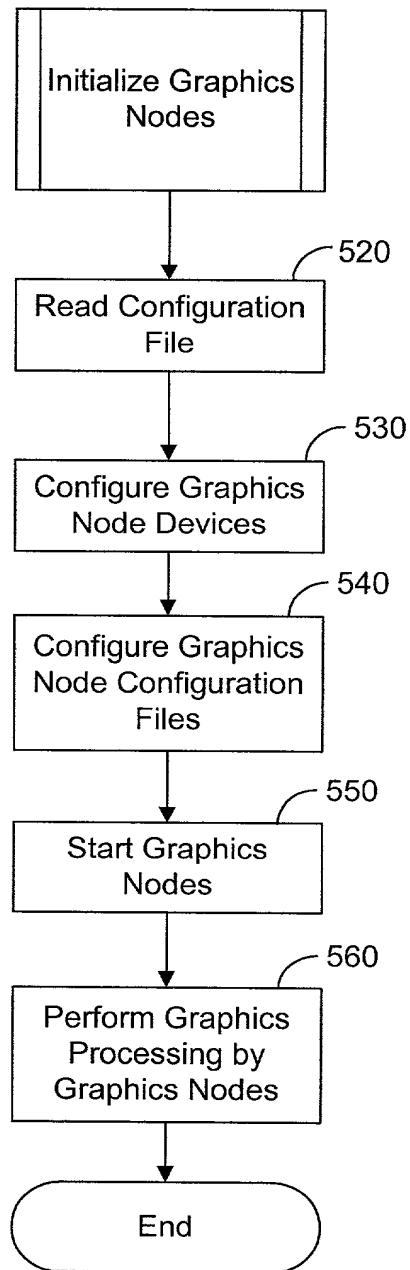 Initialize Graphics
Nodes
520
Read Configuration
File
530
Configure Graphics
Node Devices
540
Configure Graphics
Node Configuration
Files
550
Start Graphics
Nodes
560
Perform Graphics
Processing by
Graphics Nodes
End